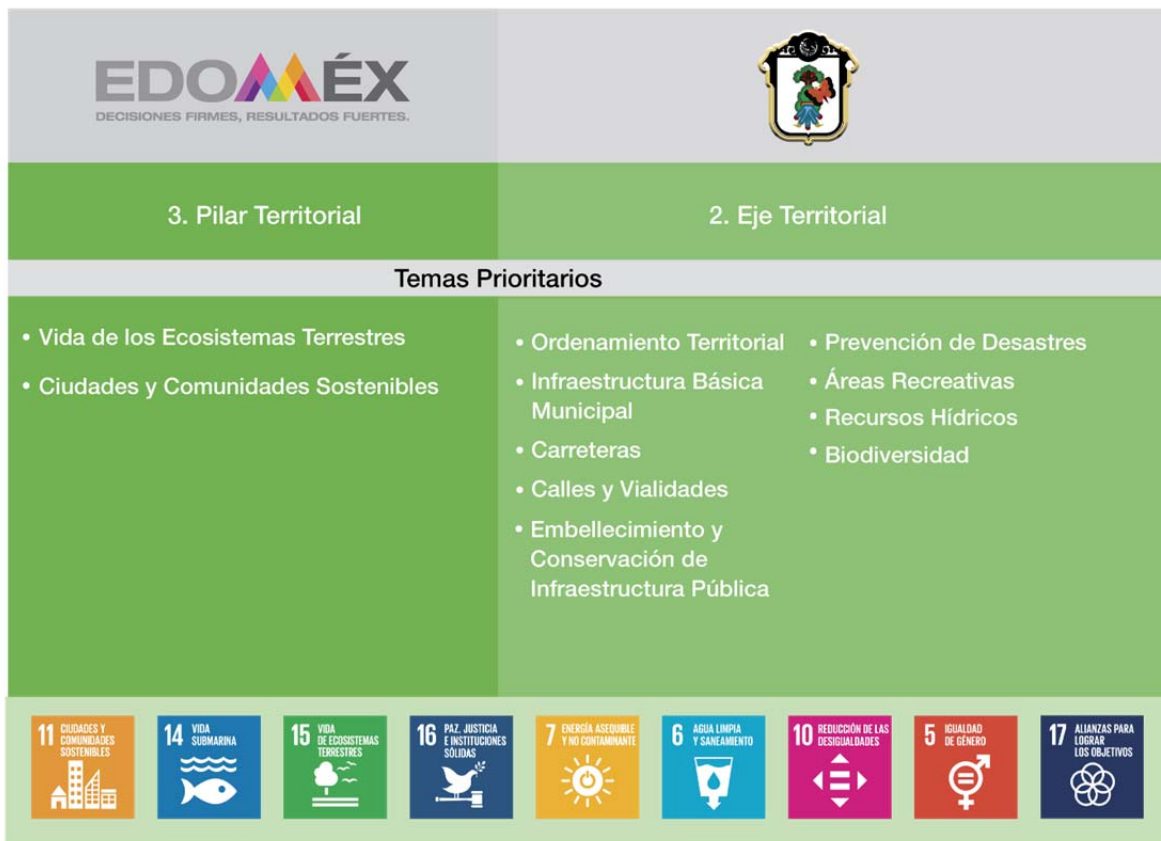 EDOMÉX
DECISIONES FIRMES, RESULTADOS FUERTES.
3. Pilar Territorial
2. Eje Territorial
Temas Prioritarios
• Vida de los Ecosistemas Terrestres
• Ciudades y Comunidades Sostenibles
• Ordenamiento Territorial
• Infraestructura Básica
Municipal
• Carreteras
• Calles y Vialidades
• Embellecimiento y
Conservación de
Infraestructura Pública
• Prevención de Desastres
• Áreas Recreativas
• Recursos Hídricos
• Biodiversidad
11 CIUDADES Y
COMUNIDADES
SOSTENIBLES
14 VIDA
SUBMARINA
15 VIDA
DE ECOSISTEMAS
TERRESTRES
16 PAZ, JUSTICIA
E INSTITUCIONES
SÓLIDAS
7 ENERGÍA ASEQUIBLE
Y NO CONTAMINANTE
6 AGUA LIMPIA
Y SANEAMIENTO
10 REDUCCIÓN DE LAS
DESIGUALDADES
5 IGUALDAD
DE GÉNERO
17 ALIANZAS PARA
LOGRAR
LOS OBJETIVOS